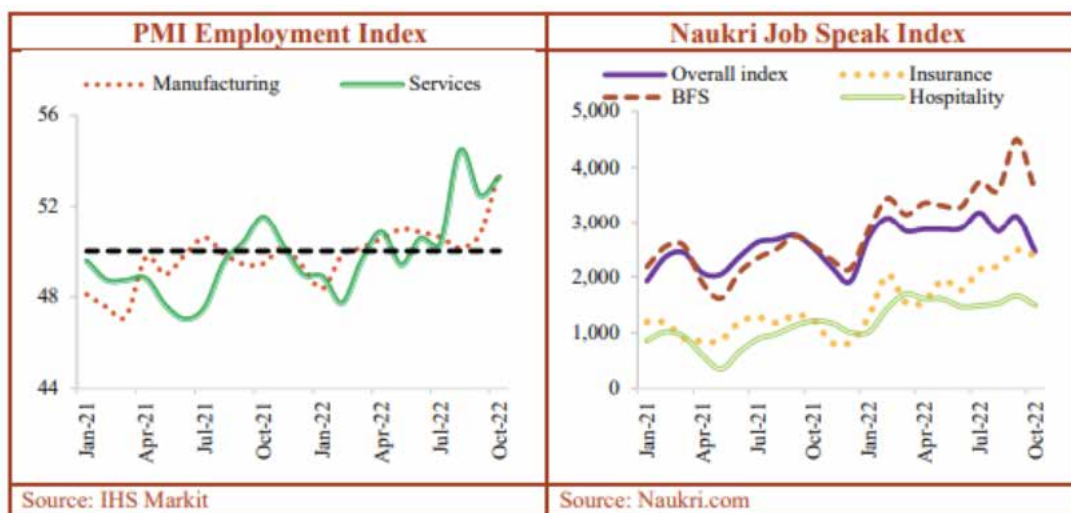 PMI Employment Index
Manufacturing
Services
56
52
48
44
Jan-21
Apr-21
Jul-21
Oct-21
Jan-22
Apr-22
Jul-22
Oct-22
Source: IHS Markit
Naukri Job Speak Index
Overall index
Insurance
BFS
Hospitality
5,000
4,000
3,000
2,000
1,000
0
Jan-21
Apr-21
Jul-21
Oct-21
Jan-22
Apr-22
Jul-22
Oct-22
Source: Naukri.com